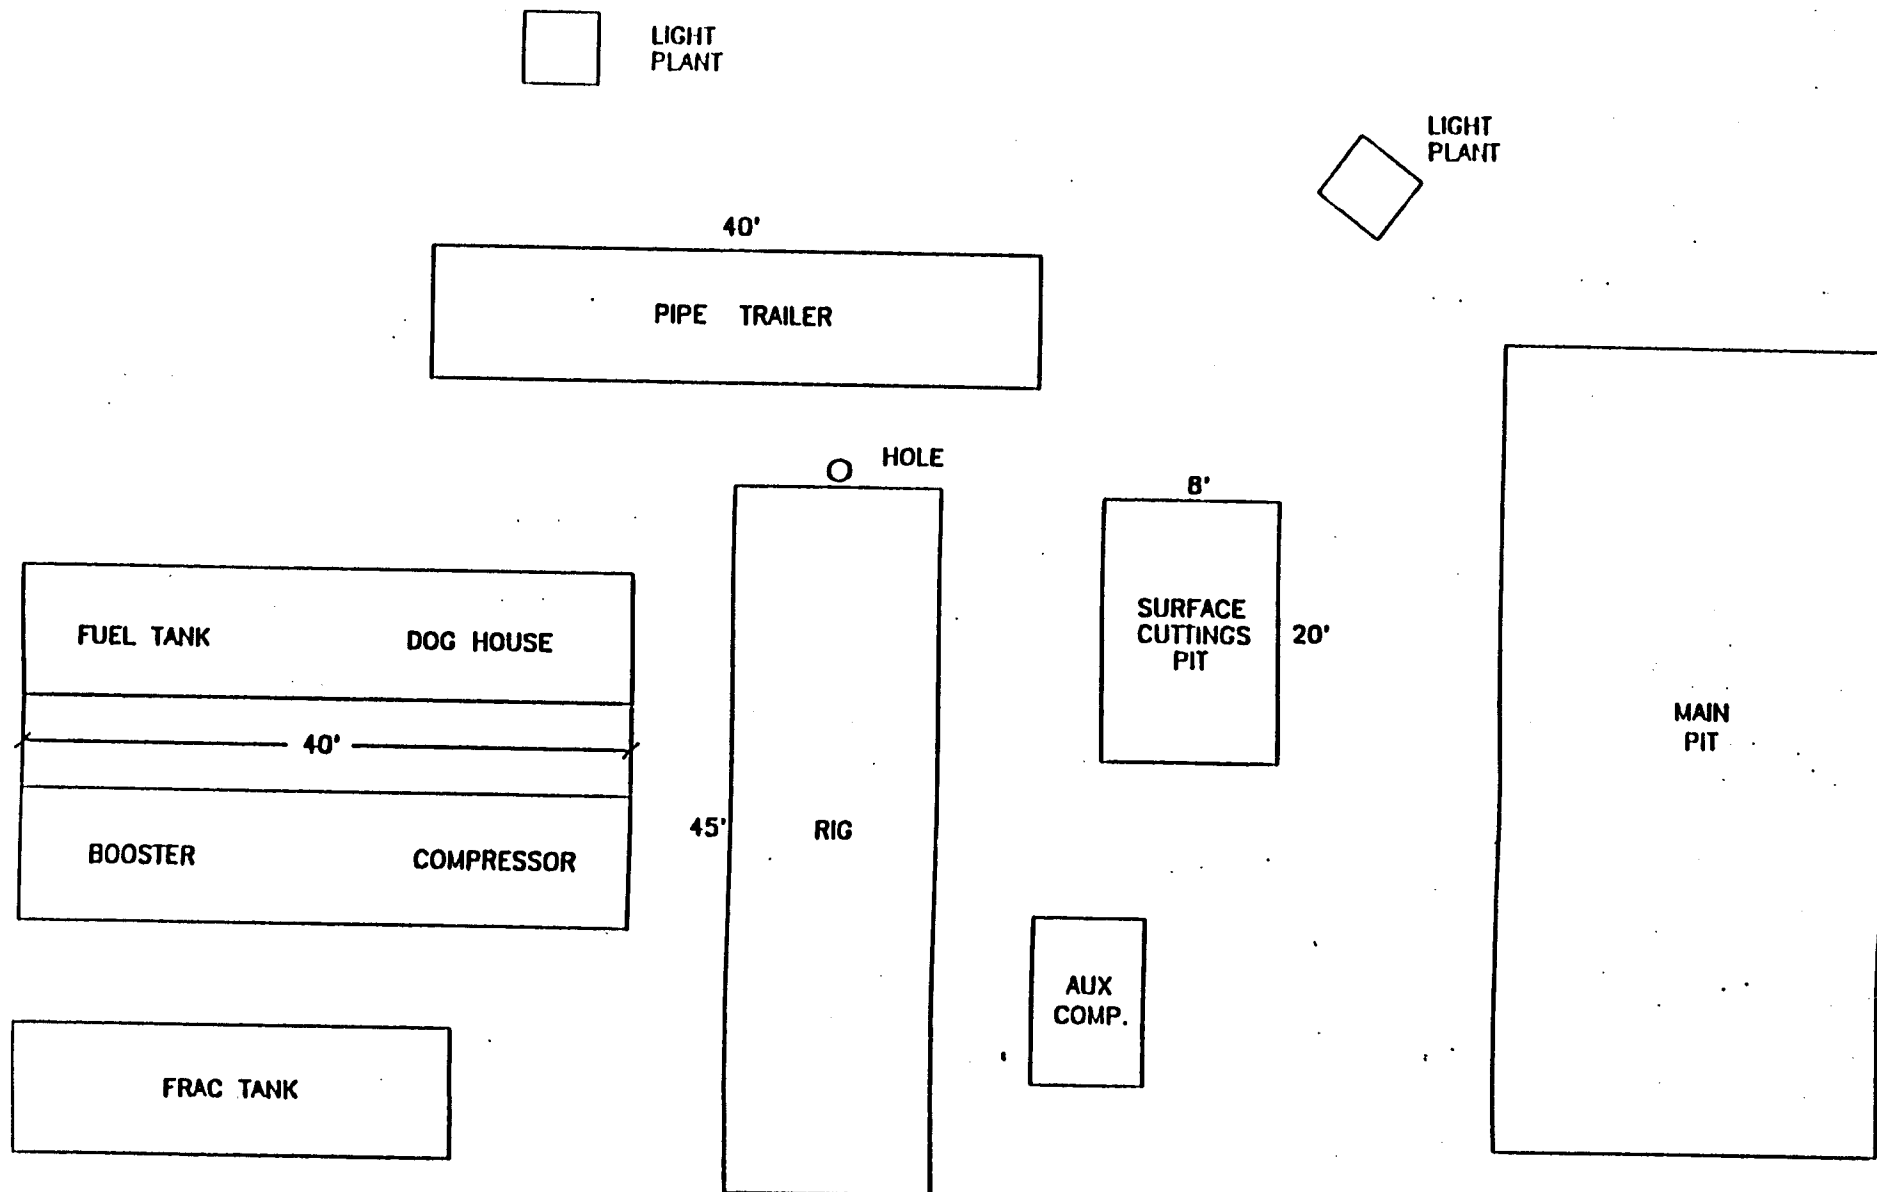 LIGHT
PLANT
LIGHT
PLANT
40'
PIPE TRAILER
HOLE
8'
SURFACE
CUTTINGS
PIT
20'
FUEL TANK DOG HOUSE
40'
BOOSTER COMPRESSOR
45'
RIG
MAIN
PIT
AUX
COMP.
FRAC TANK